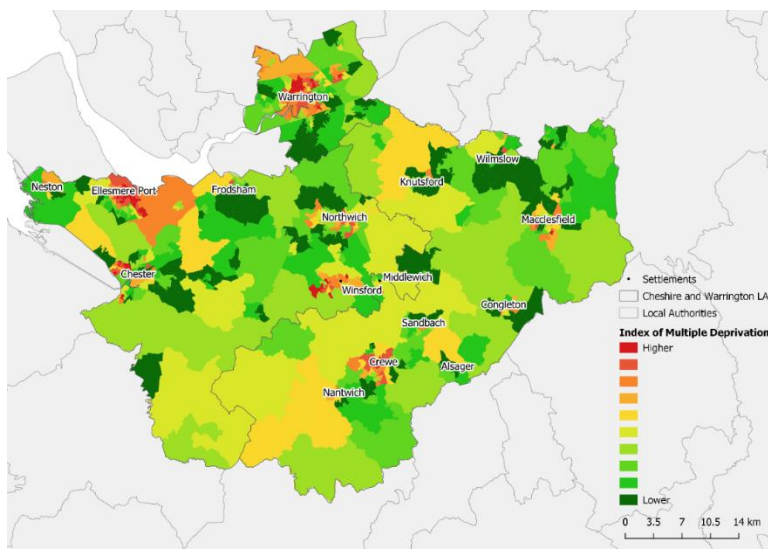 Warrington
Wilmslow
Neston
Ellesmere Port
Frodsham
Knutsford
Northwich
Macclesfield
Chester
Winsford
Middlewich
Congleton
Sandbach
Crewe
Alsager
Nantwich
Settlements
Cheshire and Warrington LA
Local Authorities
Index of Multiple Deprivation
Higher
Lower
0 3.5 7 10.5 14 km